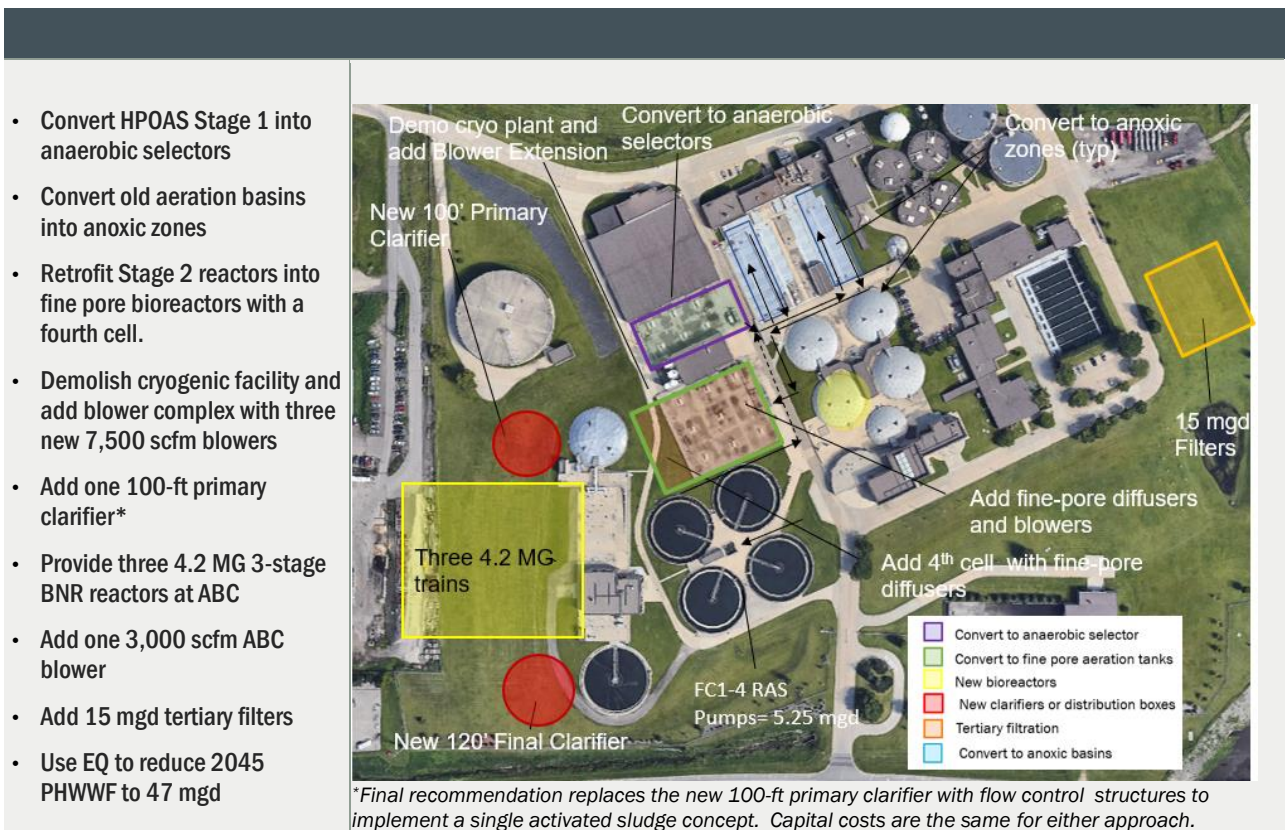 • Convert HPOAS Stage 1 into
anaerobic selectors
• Convert old aeration basins
into anoxic zones
• Retrofit Stage 2 reactors into
fine pore bioreactors with a
fourth cell.
• Demolish cryogenic facility and
add blower complex with three
new 7,500 scfm blowers
• Add one 100-ft primary
clarifier*
• Provide three 4.2 MG 3-stage
BNR reactors at ABC
• Add one 3,000 scfm ABC
blower
• Add 15 mgd tertiary filters
• Use EQ to reduce 2045
PHWWF to 47 mgd
Demo cryo plant and
add Blower Extension
Convert to anaerobic
selectors
Convert to anoxic
zones (typ)
New 100' Primary
Clarifier
15 mgd
Filters
Add fine-pore diffusers
and blowers
Three 4.2 MG
trains
Add 4th cell with fine-pore
diffusers
FC1-4 RAS
Pumps= 5.25 mgd
New 120' Final Clarifier
Convert to anaerobic selector
Convert to fine pore aeration tanks
New bioreactors
New clarifiers or distribution boxes
Tertiary filtration
Convert to anoxic basins
*Final recommendation replaces the new 100-ft primary clarifier with flow control structures to
implement a single activated sludge concept. Capital costs are the same for either approach.